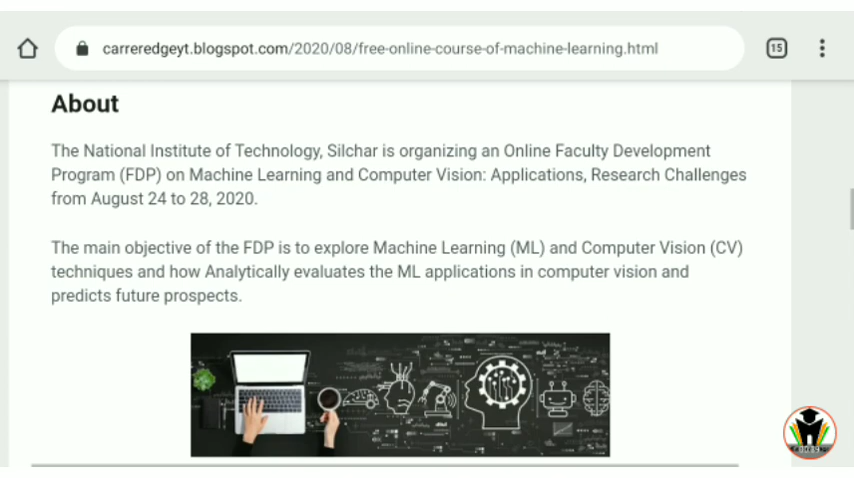 carreredgeyt.blogspot.com/2020/08/free-online-course-of-machine-learning.html
15
About
The National Institute of Technology, Silchar is organizing an Online Faculty Development
Program (FDP) on Machine Learning and Computer Vision: Applications, Research Challenges
from August 24 to 28, 2020.
The main objective of the FDP is to explore Machine Learning (ML) and Computer Vision (CV)
techniques and how Analytically evaluates the ML applications in computer vision and
predicts future prospects.